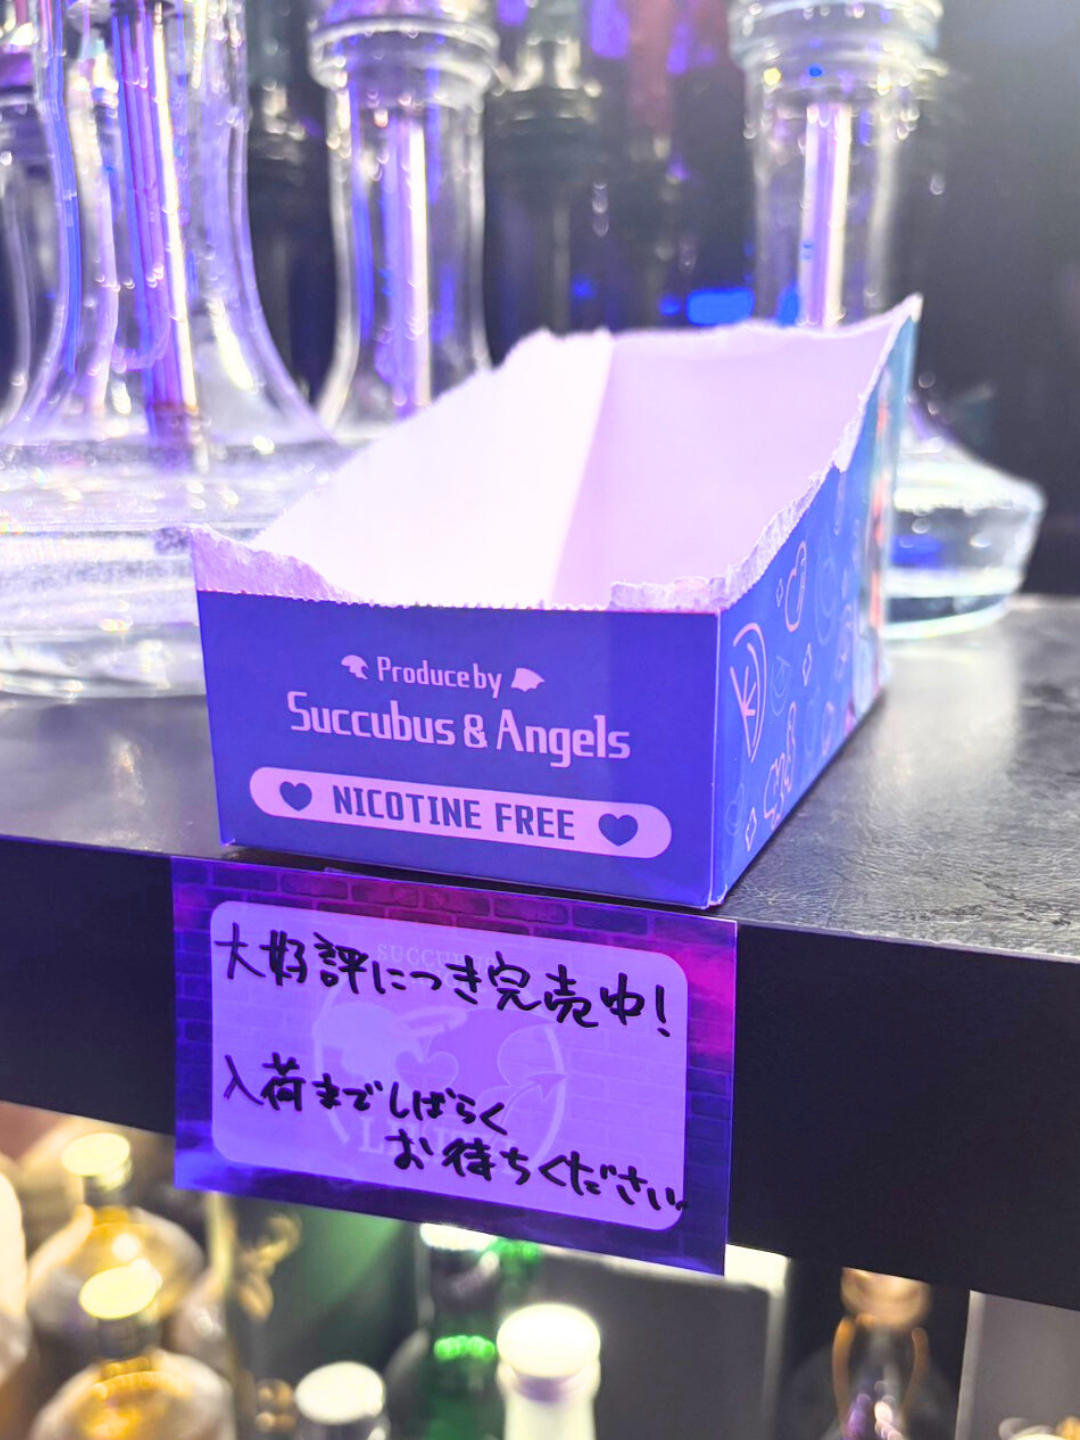 Produce by
Succubus & Angels
NICOTINE FREE
大好評につき完売中!
入荷までしばらく
お待ちください。